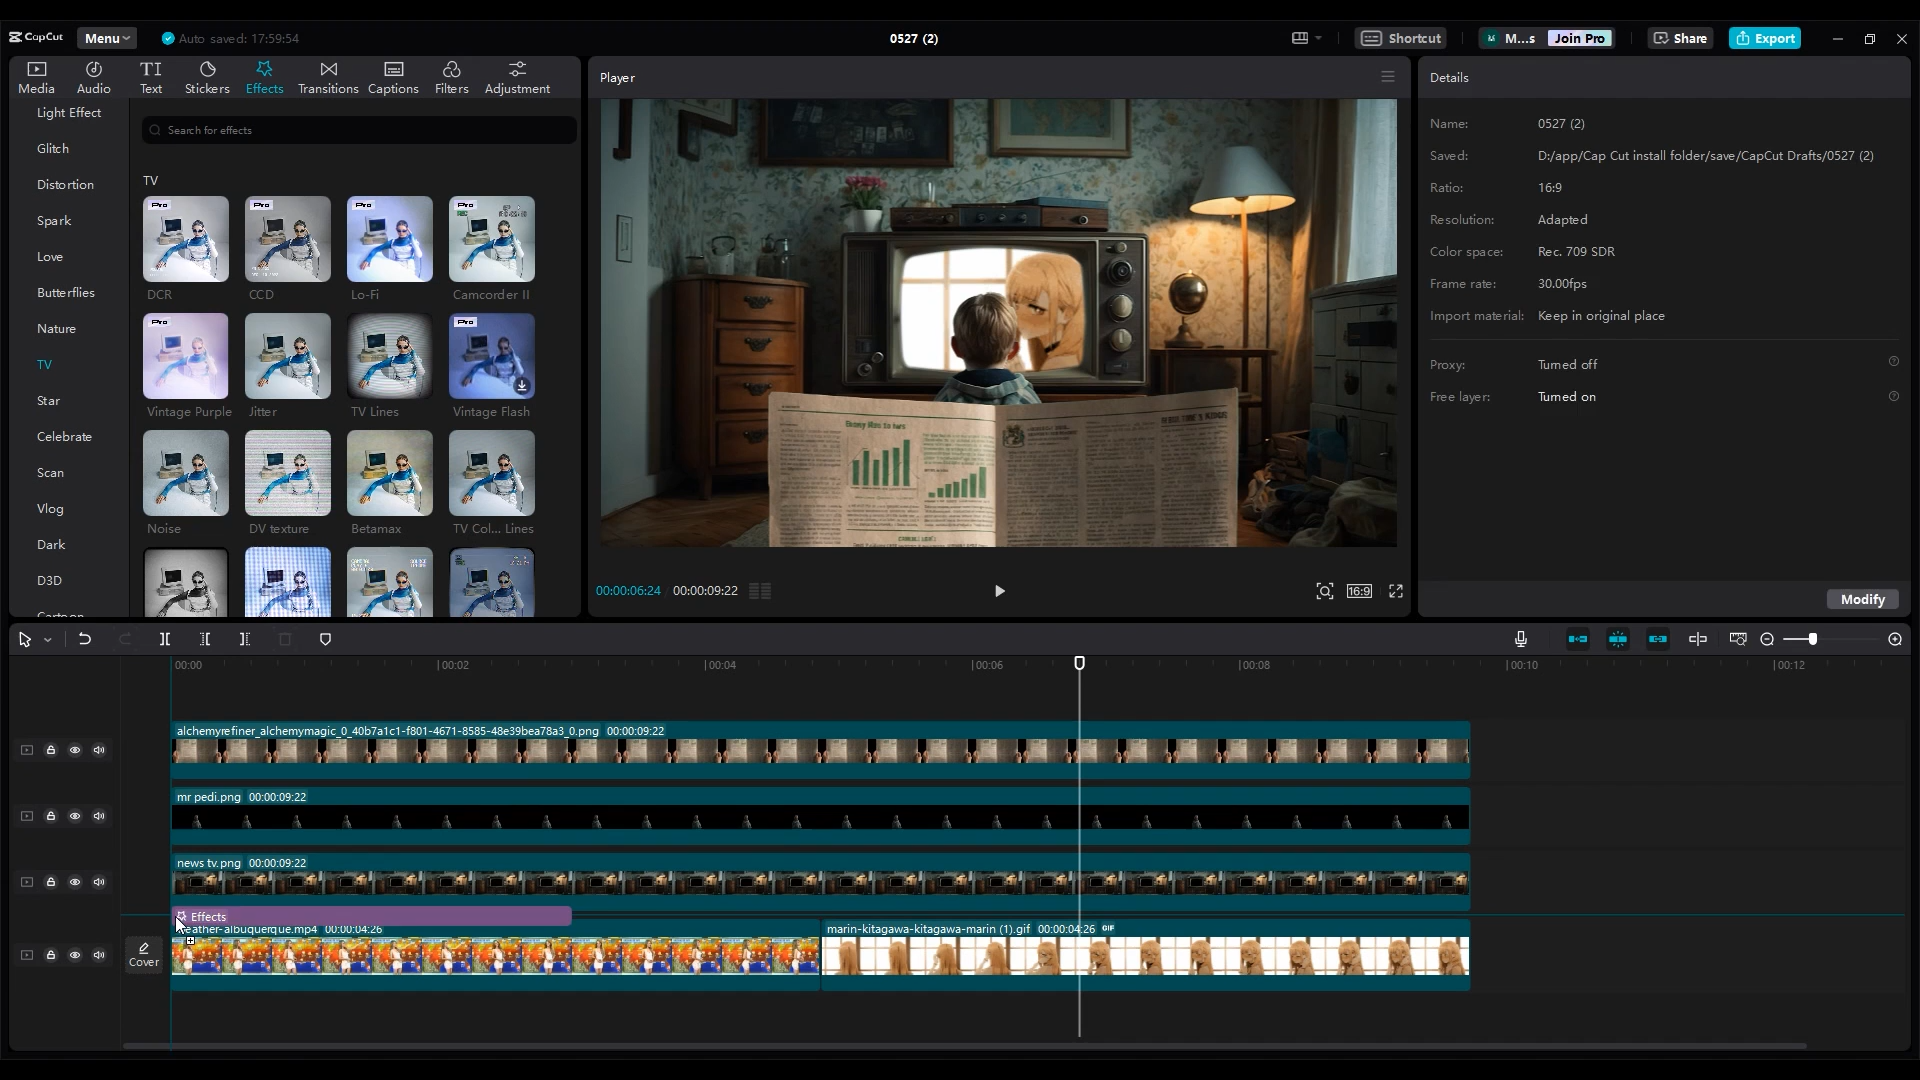 CapCut Menu Auto saved: 17:59:54 0527 (2) Shortcut M...s Join Pro Share Export
Media Audio Text Stickers Effects Transitions Captions Filters Adjustment
TI
Light Effect
Glitch
Distortion
Spark
Love
Butterflies
Nature
TV
Star
Celebrate
Scan
Vlog
Dark
D3D
Cartoon
Search for effects
TV
Pro Pro Pro Pro
DCR CCD Lo-Fi Camcorder II
Pro Pro
Vintage Purple Jitter TV Lines Vintage Flash
Noise DV texture Betamax TV Col... Lines
Player
00:00:06:24 00:00:09:22
16:9
Details
Name: 0527 (2)
Saved: D:/app/Cap Cut install folder/save/CapCut Drafts/0527 (2)
Ratio: 16:9
Resolution: Adapted
Color space: Rec. 709 SDR
Frame rate: 30.00fps
Import material: Keep in original place
Proxy: Turned off
Free layer: Turned on
Modify
00:00 00:02 00:04 00:06 00:08 00:10 00:12
alchemyrefiner_alchemymagic_0_40b7a1c1-f801-4671-8585-48e39bea78a3_0.png 00:00:09:22
mr pedi.png 00:00:09:22
news tv.png 00:00:09:22
Effects
eather-albuquerque.mp4 00:00:04:26 marin-kitagawa-kitagawa-marin (1).gif 00:00:04:26 GIF
Cover